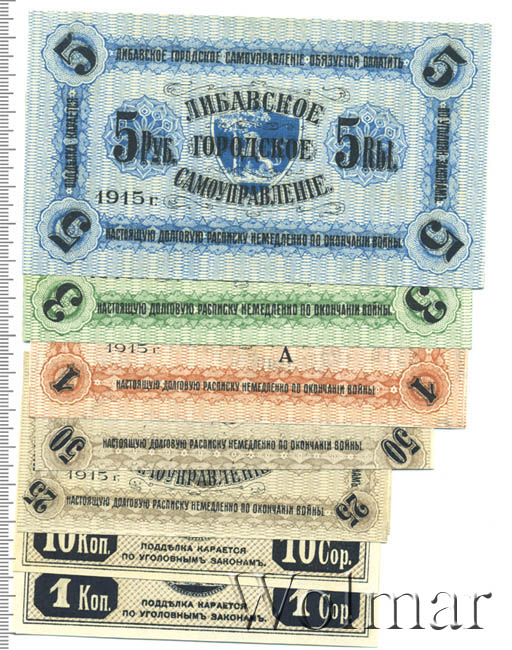 5
5
ЛИБАВСКОЕ ГОРОДСКОЕ САМОУПРАВЛЕНІЕ ОБЯЗУЕТСЯ ОПЛАТИТЬ
ЛИБАВСКОЕ
5 РУБ. ГОРОДСКОЕ 5 RBL.
САМОУПРАВЛЕНІЕ.
1915 г.
5
5
НАСТОЯЩУЮ ДОЛГОВУЮ РАСПИСКУ НЕМЕДЛЕННО ПО ОКОНЧАНІИ ВОЙНЫ
3
3
НАСТОЯЩУЮ ДОЛГОВУЮ РАСПИСКУ НЕМЕДЛЕННО ПО ОКОНЧАНІИ ВОЙНЫ.
1915 г
А
1
1
НАСТОЯЩУЮ ДОЛГОВУЮ РАСПИСКУ НЕМЕДЛЕННО ПО ОКОНЧАНІИ ВОЙНЫ
50
50
НАСТОЯЩУЮ ДОЛГОВУЮ РАСПИСКУ НЕМЕДЛЕННО ПО ОКОНЧАНІИ ВОЙНЫ.
1915 г.
САМОУПРАВЛЕНІЕ
25
25
НАСТОЯЩУЮ ДОЛГОВУЮ РАСПИСКУ НЕМЕДЛЕННО ПО ОКОНЧАНІИ ВОЙНЫ
10 Коп.
10 Cop.
ПОДДѢЛКА КАРАЕТСЯ
ПО УГОЛОВНЫМЪ ЗАКОНАМЪ.
1 Коп.
1 Cop.
ПОДДѢЛКА КАРАЕТСЯ
ПО УГОЛОВНЫМЪ ЗАКОНАМЪ.
Wolmar